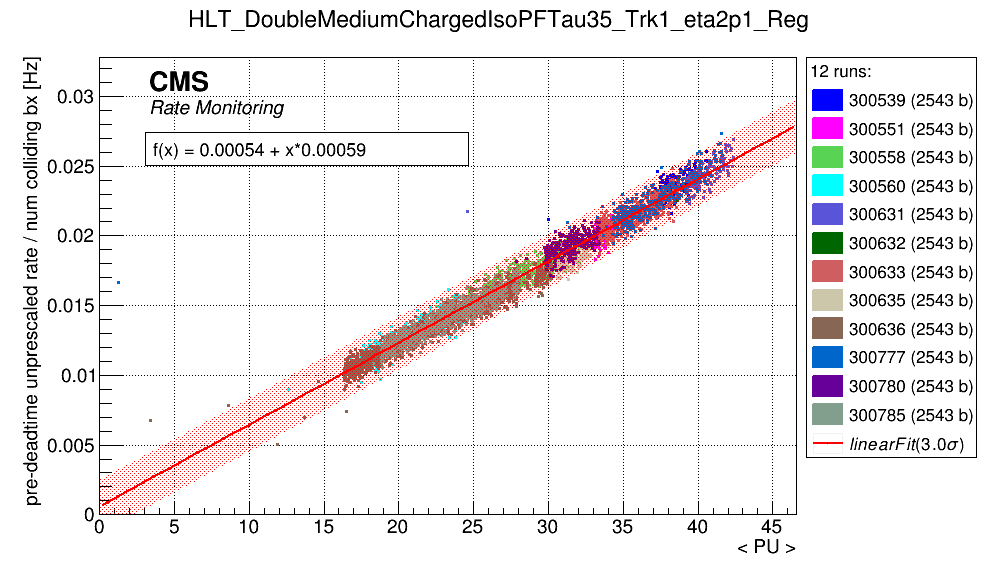 HLT_DoubleMediumChargedIsoPFTau35_Trk1_eta2p1_Reg
pre-deadtime unprescaled rate / num colliding bx [Hz]
CMS
Rate Monitoring
f(x) = 0.00054 + x*0.00059
0.03
0.025
0.02
0.015
0.01
0.005
0
0 5 10 15 20 25 30 35 40 45
< PU >
12 runs:
300539 (2543 b)
300551 (2543 b)
300558 (2543 b)
300560 (2543 b)
300631 (2543 b)
300632 (2543 b)
300633 (2543 b)
300635 (2543 b)
300636 (2543 b)
300777 (2543 b)
300780 (2543 b)
300785 (2543 b)
linearFit(3.0σ)